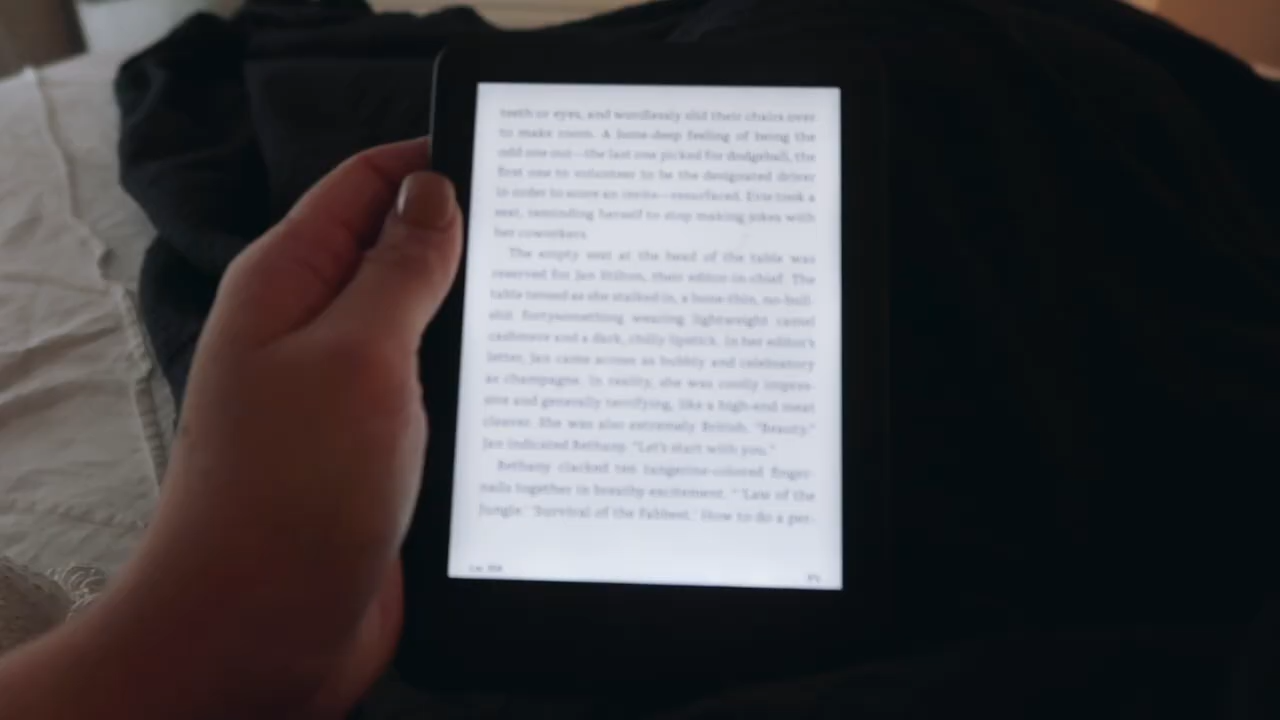 teeth or eyes, and wordlessly slid their chairs over
to make room. A bone-deep feeling of being the
odd one out—the last one picked for dodgeball, the
first one to volunteer to be the designated driver
in order to score an invite—resurfaced. Evie took a
seat, reminding herself to stop making jokes with
her coworkers.
The empty seat at the head of the table was
reserved for Jan Stilton, their editor-in-chief. The
table tensed as she stalked in, a bone-thin, no-bull-
shit fortysomething wearing lightweight camel
cashmere and a dark, chilly lipstick. In her editor's
letter, Jan came across as bubbly and celebratory
as champagne. In reality, she was coolly impres-
sive and generally terrifying, like a high-end meat
cleaver. She was also extremely British. "Beauty."
Jan indicated Bethany. "Let's start with you."
Bethany clacked ten tangerine-colored finger-
nails together in breathy excitement. " 'Law of the
Jungle.' 'Survival of the Fabbest.' How to do a per-